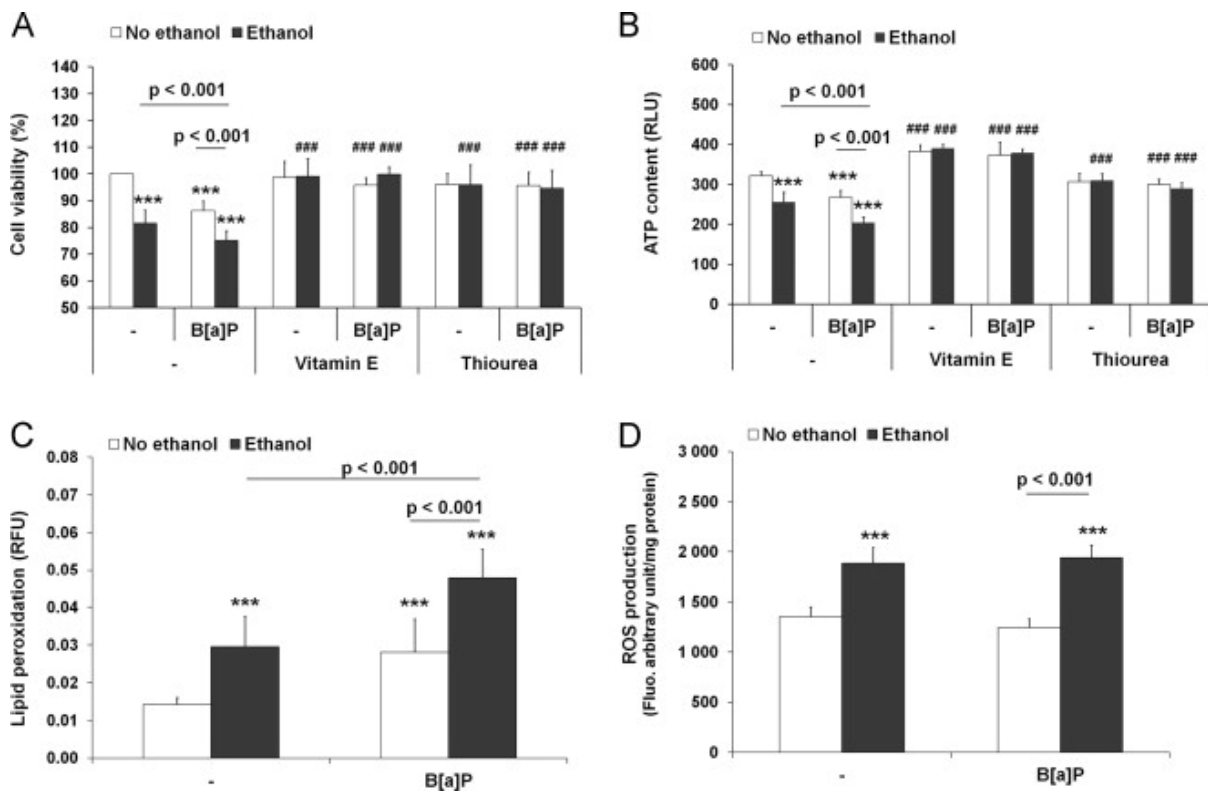 A
No ethanol Ethanol
Cell viability (%)
140
130
120
110
100
90
80
70
60
50
p < 0.001
p < 0.001
***
***
***
###
### ###
###
### ###
- B[a]P - B[a]P - B[a]P
- Vitamin E Thiourea
B
No ethanol Ethanol
ATP content (RLU)
600
500
400
300
200
100
0
p < 0.001
p < 0.001
***
***
***
### ###
### ###
###
### ###
- B[a]P - B[a]P - B[a]P
- Vitamin E Thiourea
C
No ethanol Ethanol
Lipid peroxidation (RFU)
0.08
0.07
0.06
0.05
0.04
0.03
0.02
0.01
0.00
p < 0.001
p < 0.001
***
***
***
- B[a]P
D
No ethanol Ethanol
ROS production
(Fluo. arbitrary unit/mg protein)
3 000
2 500
2 000
1 500
1 000
500
0
p < 0.001
***
***
- B[a]P